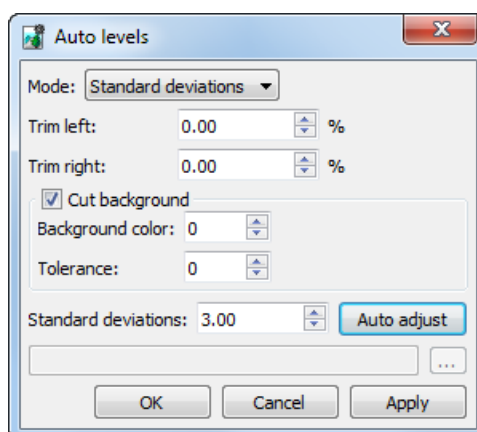 Auto levels
Mode: Standard deviations
Trim left: 0.00 %
Trim right: 0.00 %
Cut background
Background color: 0
Tolerance: 0
Standard deviations: 3.00 Auto adjust
...
OK Cancel Apply